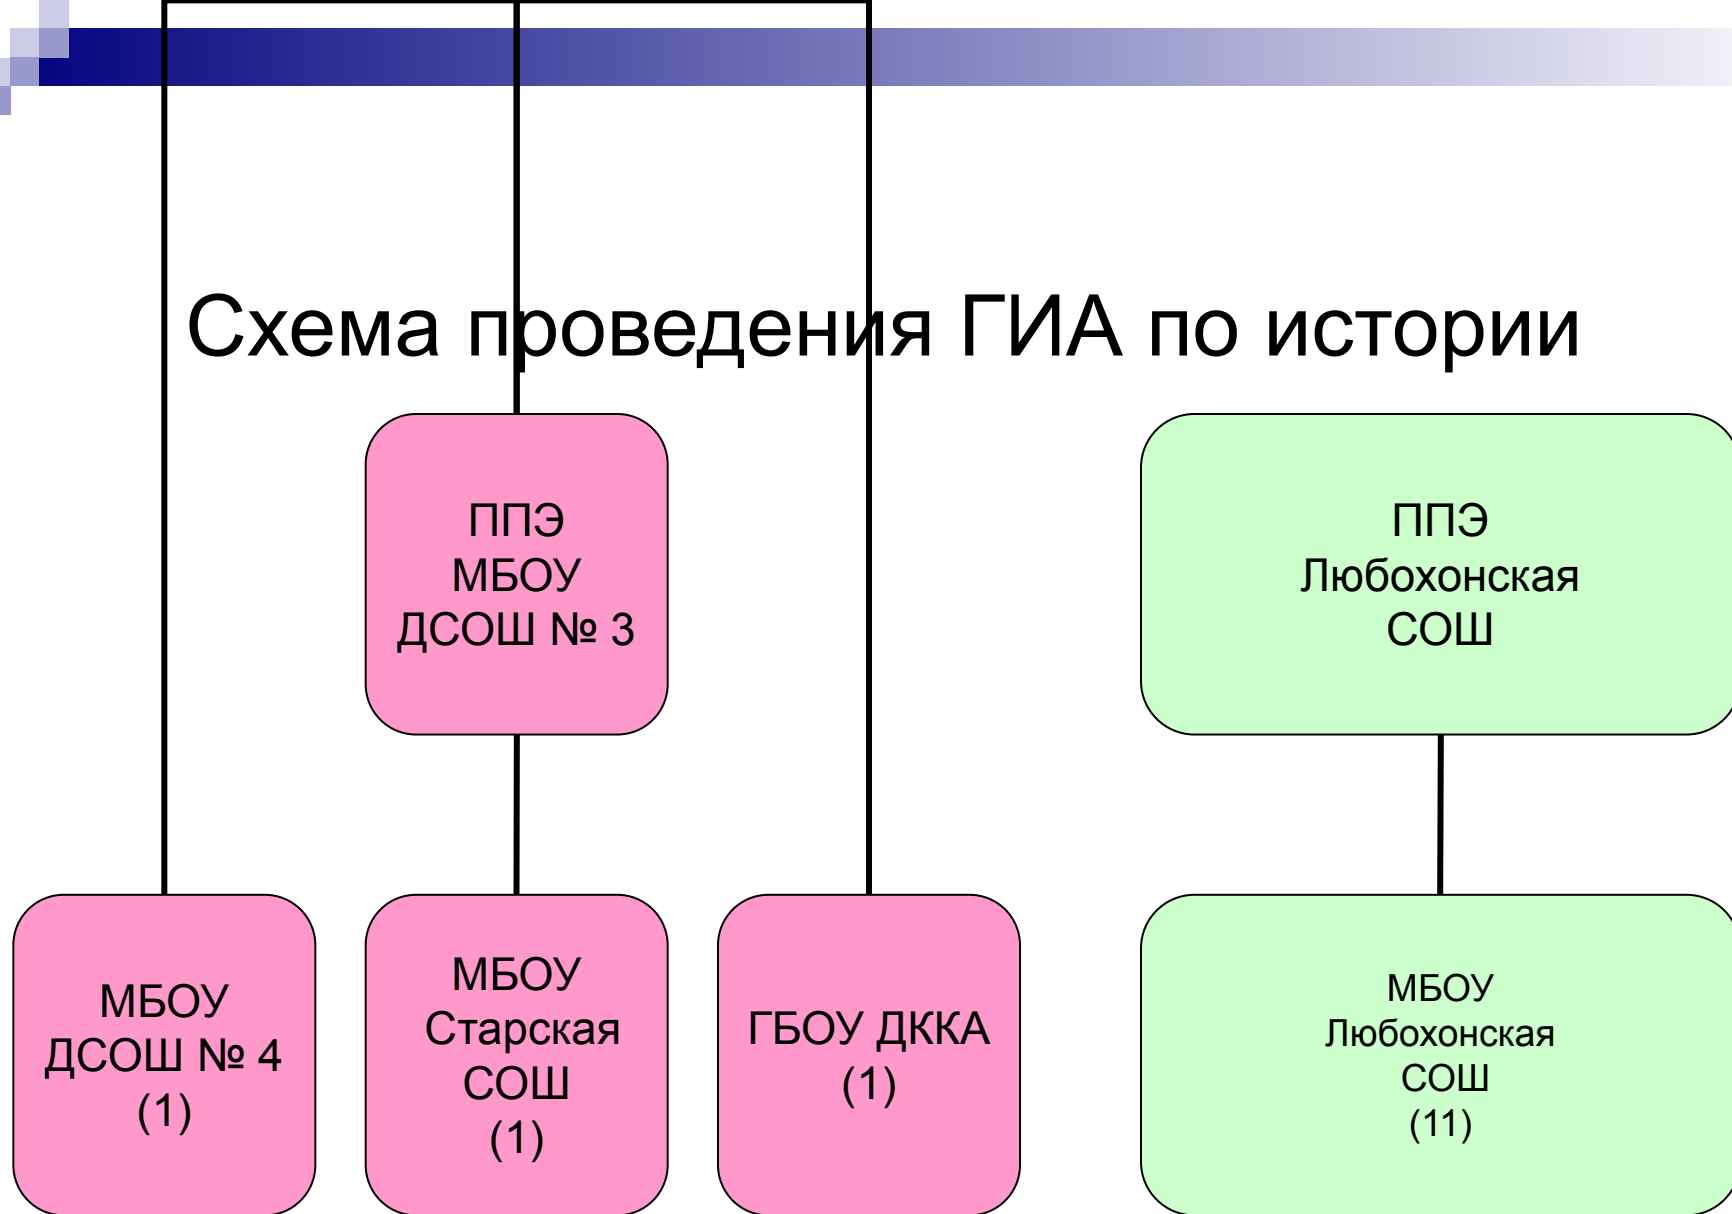 Схема проведения ГИА по истории
ППЭ
МБОУ
ДСОШ № 3
ППЭ
Любохонская
СОШ
МБОУ
ДСОШ № 4
(1)
МБОУ
Старская
СОШ
(1)
ГБОУ ДККА
(1)
МБОУ
Любохонская
СОШ
(11)